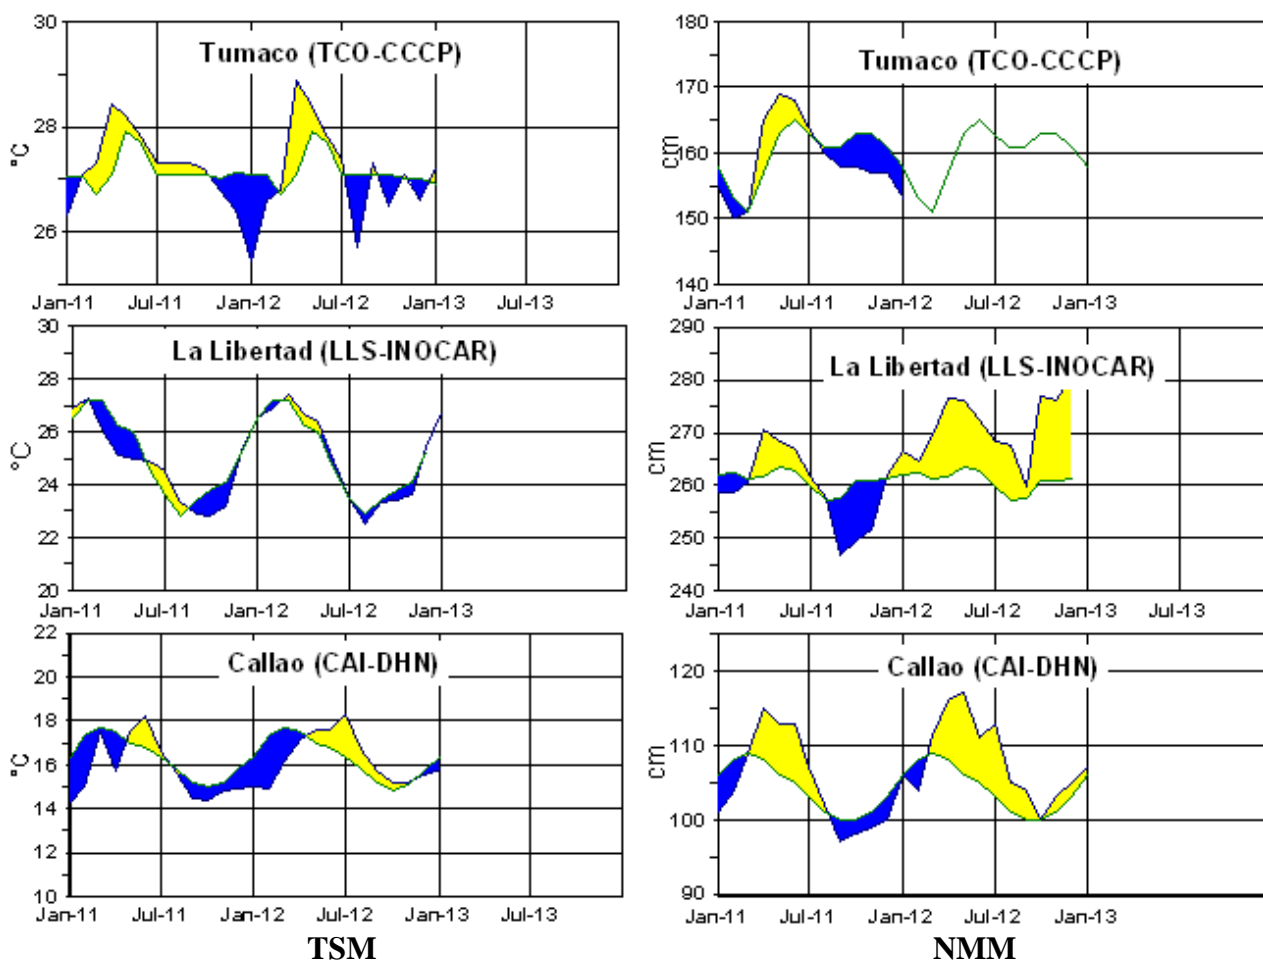 Tumaco (TCO-CCCP)
°C
30
28
26
Jan-11 Jul-11 Jan-12 Jul-12 Jan-13 Jul-13
Tumaco (TCO-CCCP)
cm
180
170
160
150
140
Jan-11 Jul-11 Jan-12 Jul-12 Jan-13
La Libertad (LLS-INOCAR)
°C
30
28
26
24
22
20
Jan-11 Jul-11 Jan-12 Jul-12 Jan-13
La Libertad (LLS-INOCAR)
cm
290
280
270
260
250
240
Jan-11 Jul-11 Jan-12 Jul-12 Jan-13 Jul-13
Callao (CAI-DHN)
°C
22
20
18
16
14
12
10
Jan-11 Jul-11 Jan-12 Jul-12 Jan-13 Jul-13
Callao (CAI-DHN)
cm
120
110
100
90
Jan-11 Jul-11 Jan-12 Jul-12 Jan-13
TSM
NMM